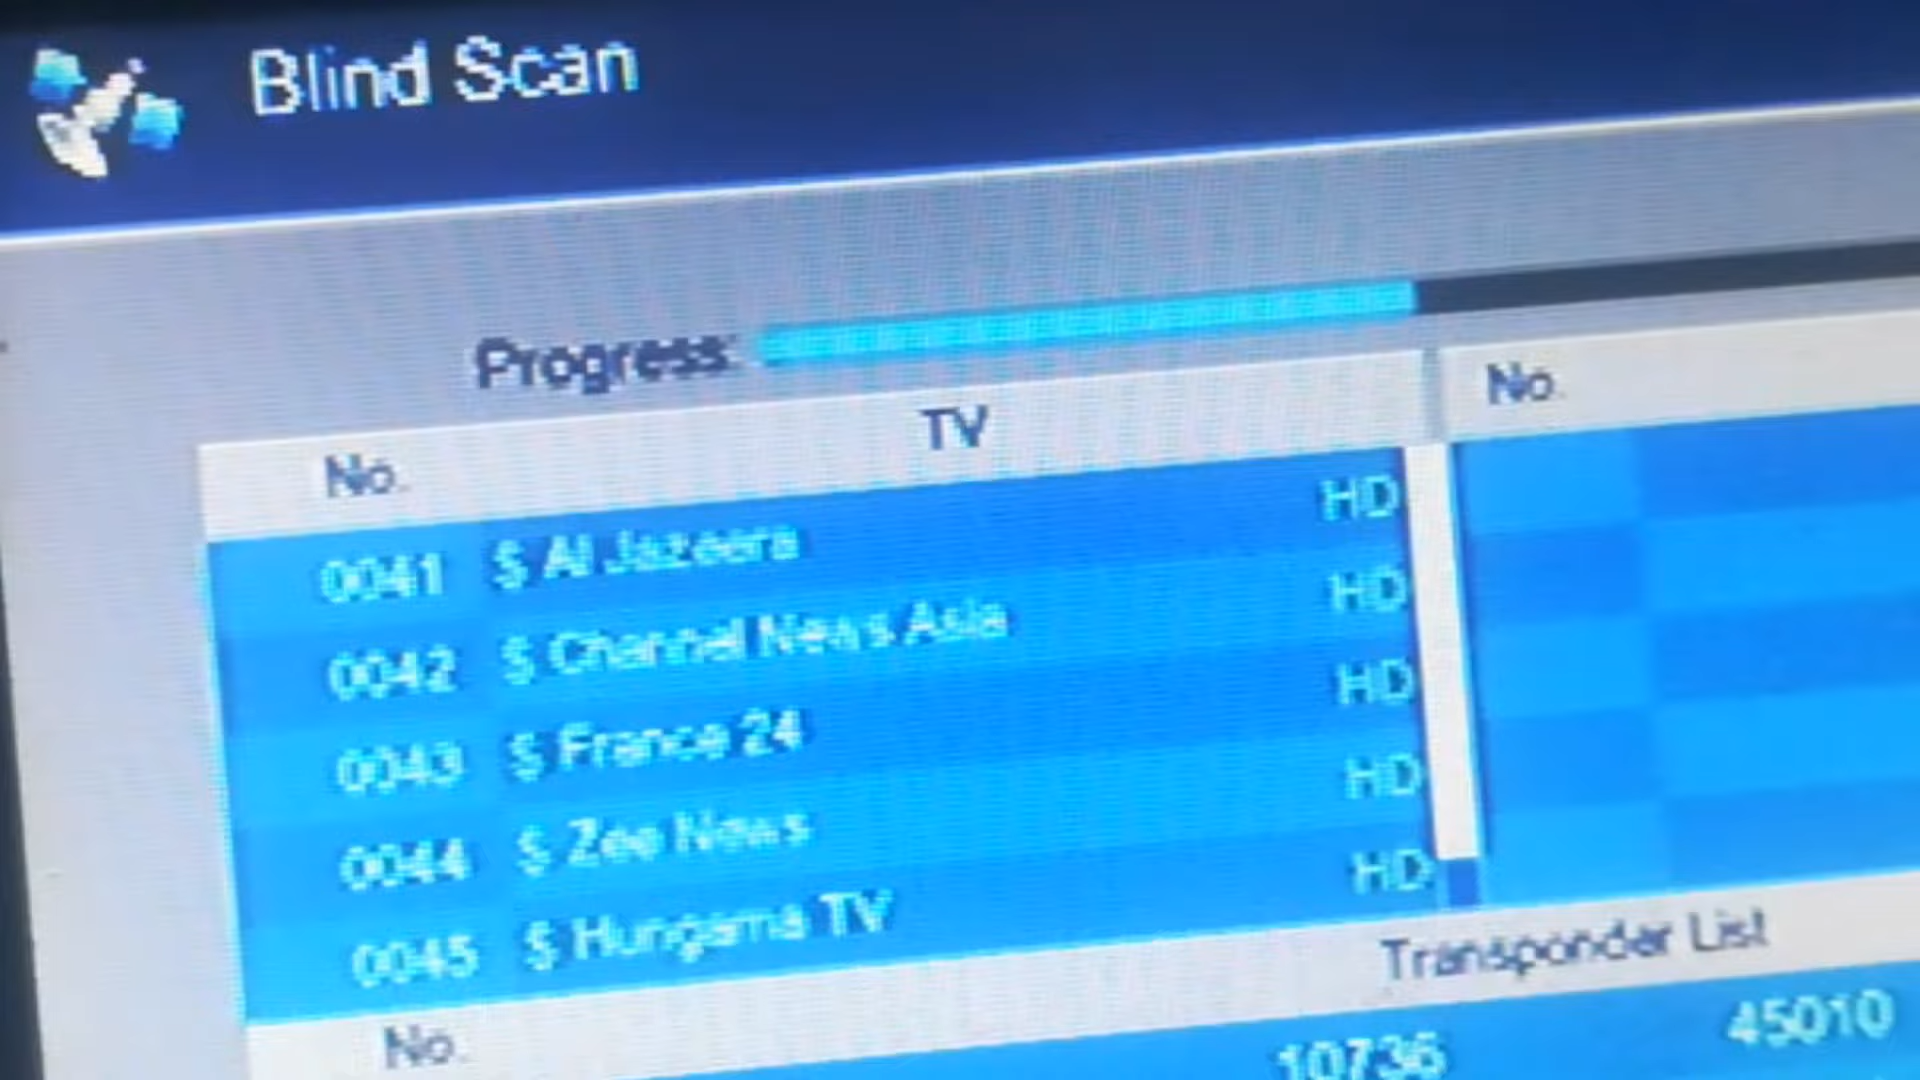 Blind Scan
Progress:
No. TV No.
0041 $ Al Jazeera HD
0042 $ Channel News Asia HD
0043 $ France 24 HD
0044 $ Zee News HD
0045 $ Hungama TV HD
No. Transponder List
10736 45010